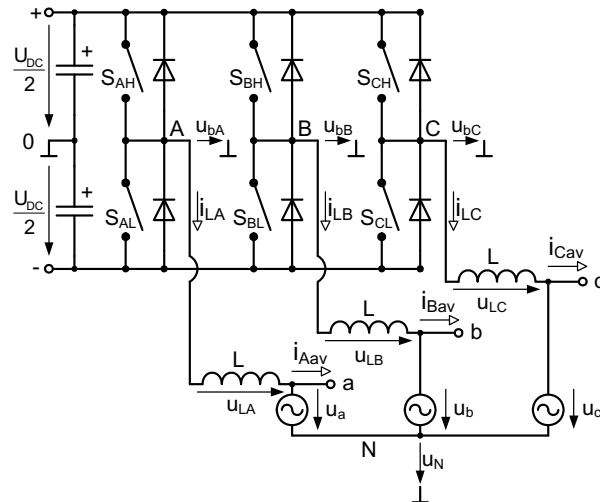 +
U_DC/2
+
S_AH
S_BH
S_CH
A
u_bA
B
u_bB
C
u_bC
0
U_DC/2
+
S_AL
i_LA
S_BL
i_LB
S_CL
i_LC
-
L
i_Cav
c
u_LC
L
i_Bav
b
u_LB
L
i_Aav
a
u_LA
u_a
u_b
u_c
N
u_N